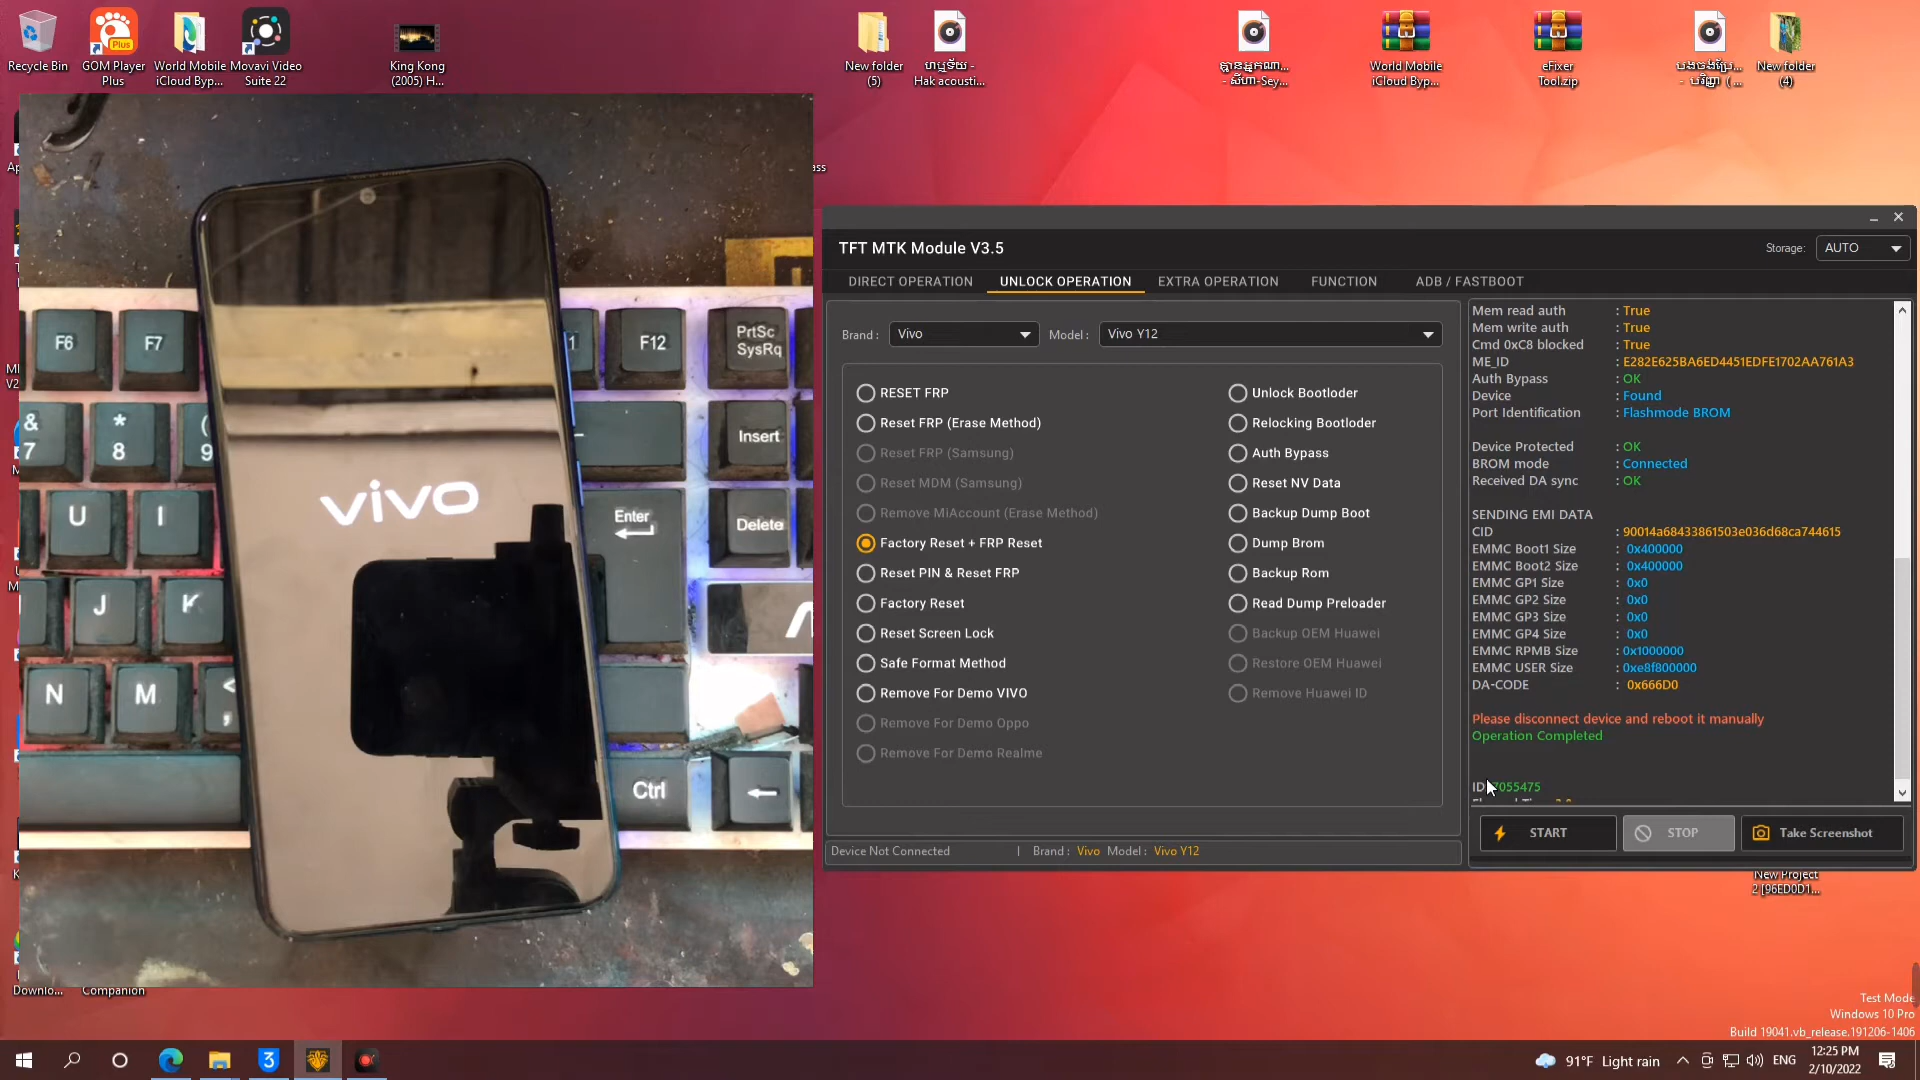 Recycle Bin
GOM Player
Plus
World Mobile
iCloud Byp...
Movavi Video
Suite 22
King Kong
(2005) H...
New folder
(5)
Hak acousti...
World Mobile
iCloud Byp...
eFixer
Tool.zip
New folder
(4)
ass
F6
F7
F12
PrtSc
SysRq
&
7
*
8
(
9
Insert
U
I
Enter
Delete
J
K
N
M
<
,
Ctrl
vivo
Downlo...
Companion
TFT MTK Module V3.5
Storage:
AUTO
DIRECT OPERATION
UNLOCK OPERATION
EXTRA OPERATION
FUNCTION
ADB / FASTBOOT
Brand :
Vivo
Model :
Vivo Y12
RESET FRP
Reset FRP (Erase Method)
Reset FRP (Samsung)
Reset MDM (Samsung)
Remove MiAccount (Erase Method)
Factory Reset + FRP Reset
Reset PIN & Reset FRP
Factory Reset
Reset Screen Lock
Safe Format Method
Remove For Demo VIVO
Remove For Demo Oppo
Remove For Demo Realme
Unlock Bootloder
Relocking Bootloder
Auth Bypass
Reset NV Data
Backup Dump Boot
Dump Brom
Backup Rom
Read Dump Preloader
Backup OEM Huawei
Restore OEM Huawei
Remove Huawei ID
Device Not Connected | Brand : Vivo Model : Vivo Y12
Mem read auth : True
Mem write auth : True
Cmd 0xC8 blocked : True
ME_ID : E282E625BA6ED4451EDFE1702AA761A3
Auth Bypass : OK
Device : Found
Port Identification : Flashmode BROM
Device Protected : OK
BROM mode : Connected
Received DA sync : OK
SENDING EMI DATA
CID : 90014a68433861503e036d68ca744615
EMMC Boot1 Size : 0x400000
EMMC Boot2 Size : 0x400000
EMMC GP1 Size : 0x0
EMMC GP2 Size : 0x0
EMMC GP3 Size : 0x0
EMMC GP4 Size : 0x0
EMMC RPMB Size : 0x1000000
EMMC USER Size : 0xe8f800000
DA-CODE : 0x666D0
Please disconnect device and reboot it manually
Operation Completed
ID 7055475
START
STOP
Take Screenshot
New Project
2 [96ED0D1...
Test Mode
Windows 10 Pro
Build 19041.vb_release.191206-1406
91°F Light rain
ENG
12:25 PM
2/10/2022